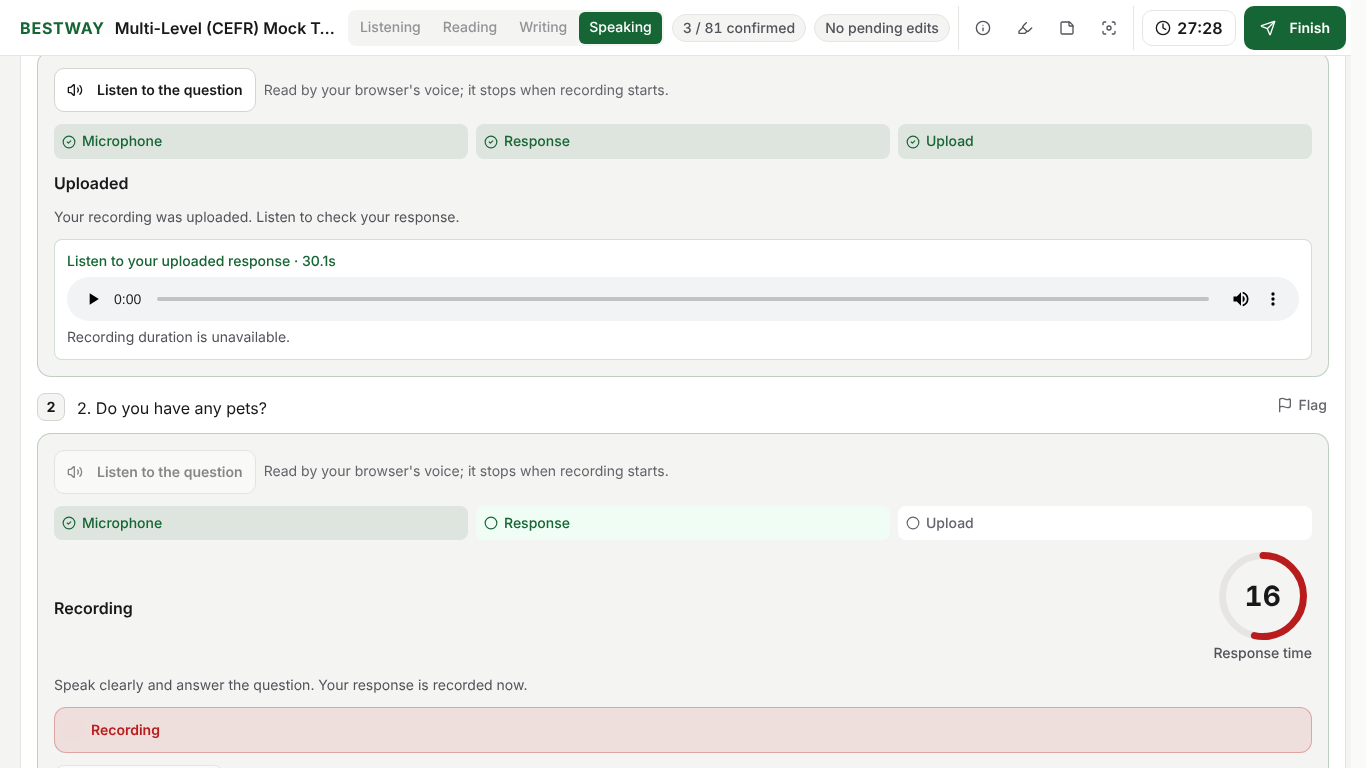 BESTWAY Multi-Level (CEFR) Mock T... Listening Reading Writing Speaking 3 / 81 confirmed No pending edits 27:28 Finish
Listen to the question Read by your browser's voice; it stops when recording starts.
Microphone Response Upload
Uploaded
Your recording was uploaded. Listen to check your response.
Listen to your uploaded response · 30.1s
0:00
Recording duration is unavailable.
2 2. Do you have any pets? Flag
Listen to the question Read by your browser's voice; it stops when recording starts.
Microphone Response Upload
16
Recording
Response time
Speak clearly and answer the question. Your response is recorded now.
Recording